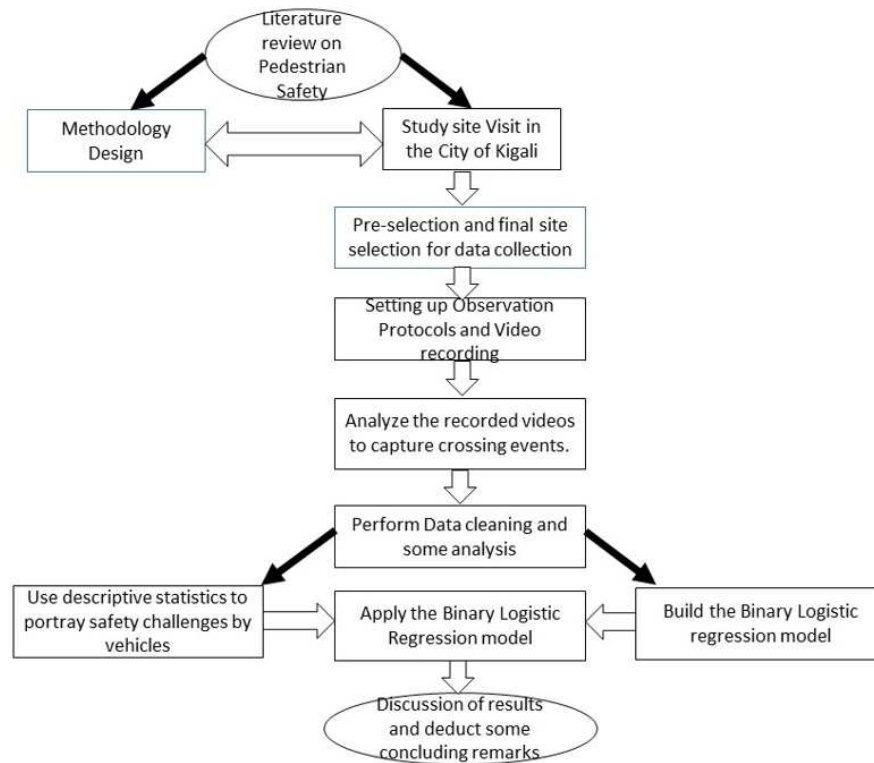 Literature
review on
Pedestrian
Safety
Methodology
Design
Study site Visit in
the City of Kigali
Pre-selection and final site
selection for data collection
Setting up Observation
Protocols and Video
recording
Analyze the recorded videos
to capture crossing events.
Perform Data cleaning and
some analysis
Use descriptive statistics to
portray safety challenges by
vehicles
Apply the Binary Logistic
Regression model
Build the Binary Logistic
regression model
Discussion of results
and deduct some
concluding remarks